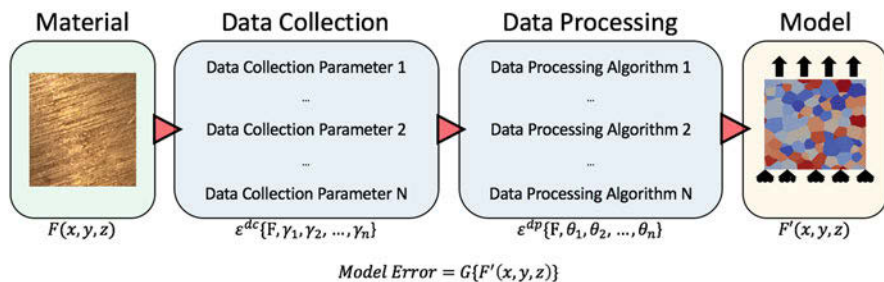 Material
Data Collection
Data Processing
Model
Data Collection Parameter 1
...
Data Collection Parameter 2
...
Data Collection Parameter N
Data Processing Algorithm 1
...
Data Processing Algorithm 2
...
Data Processing Algorithm N
F(x, y, z)
ε^{dc}{F, γ₁, γ₂, ..., γₙ}
ε^{dp}{F, θ₁, θ₂, ..., θₙ}
F'(x, y, z)
Model Error = G{F'(x, y, z)}